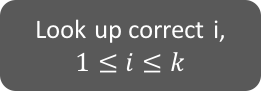 Look up correct i,
1 ≤ i ≤ k